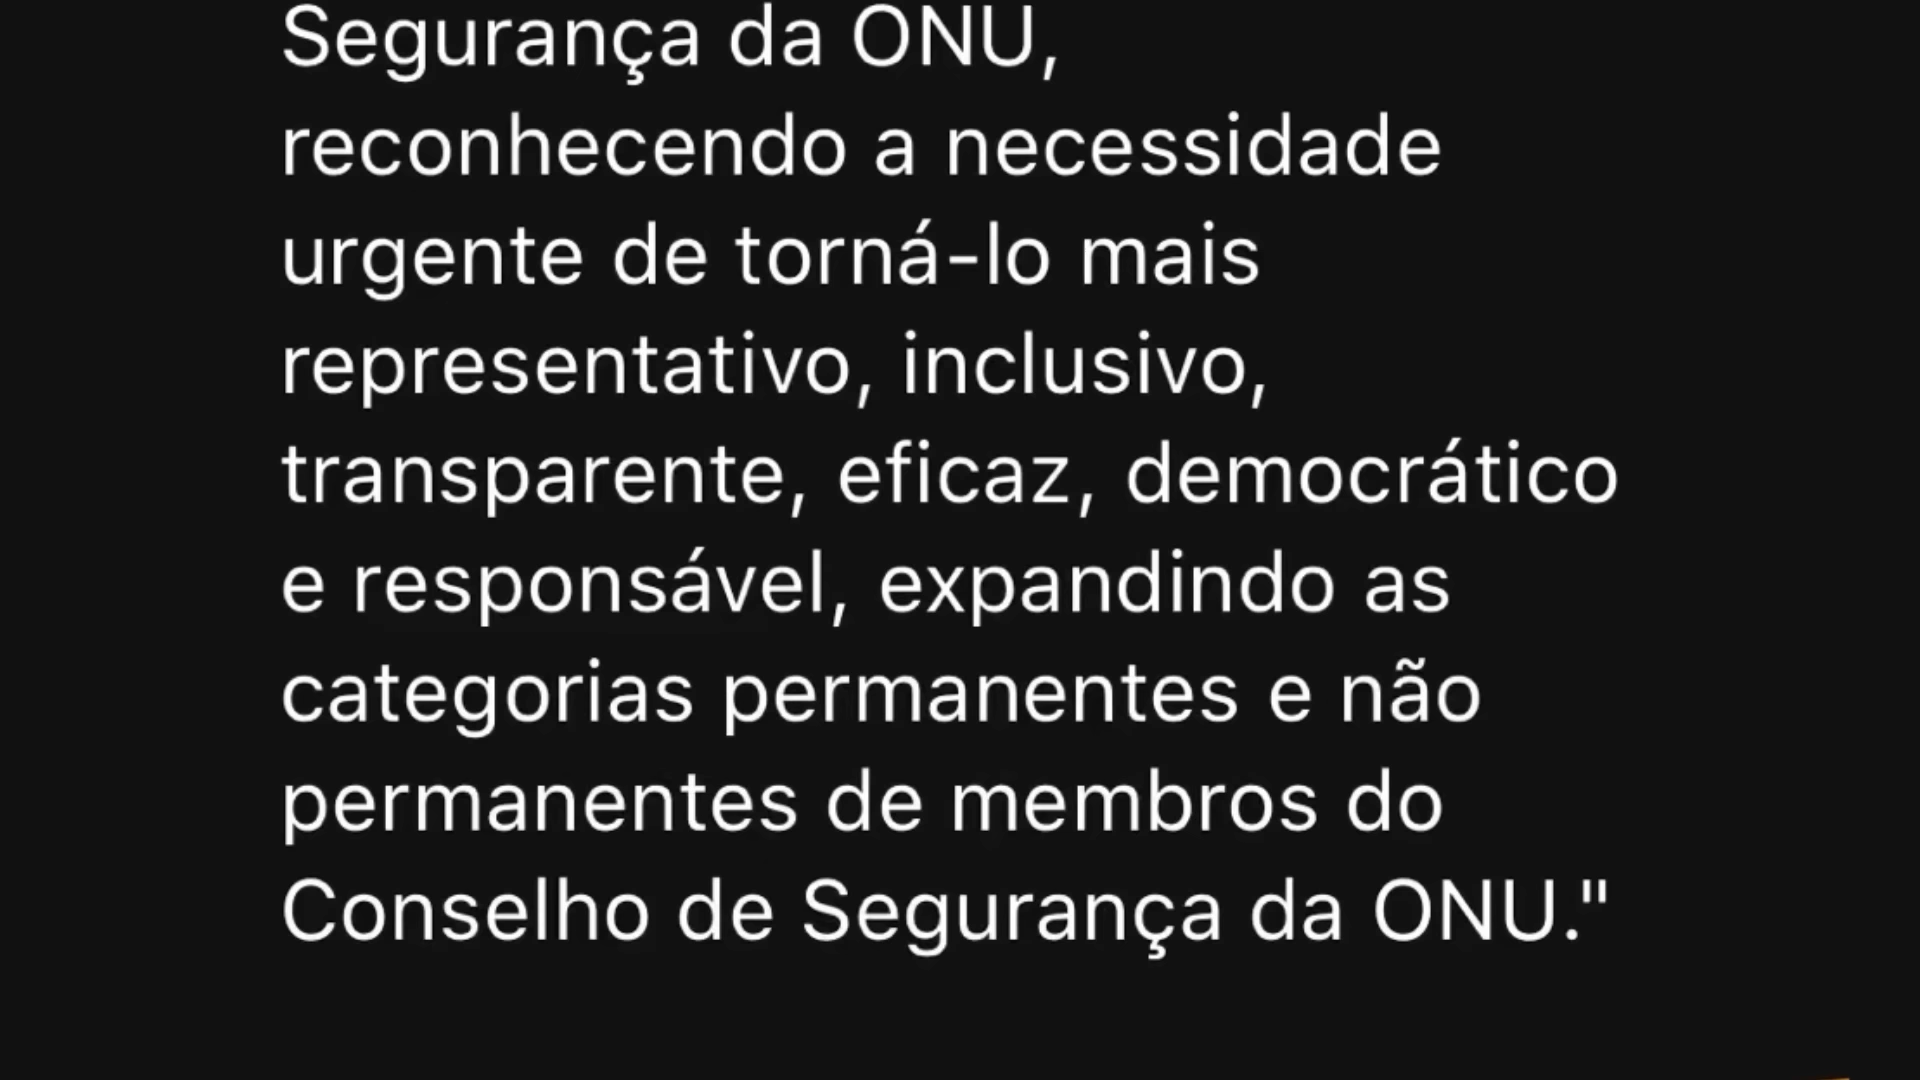 Segurança da ONU,
reconhecendo a necessidade
urgente de torná-lo mais
representativo, inclusivo,
transparente, eficaz, democrático
e responsável, expandindo as
categorias permanentes e não
permanentes de membros do
Conselho de Segurança da ONU."